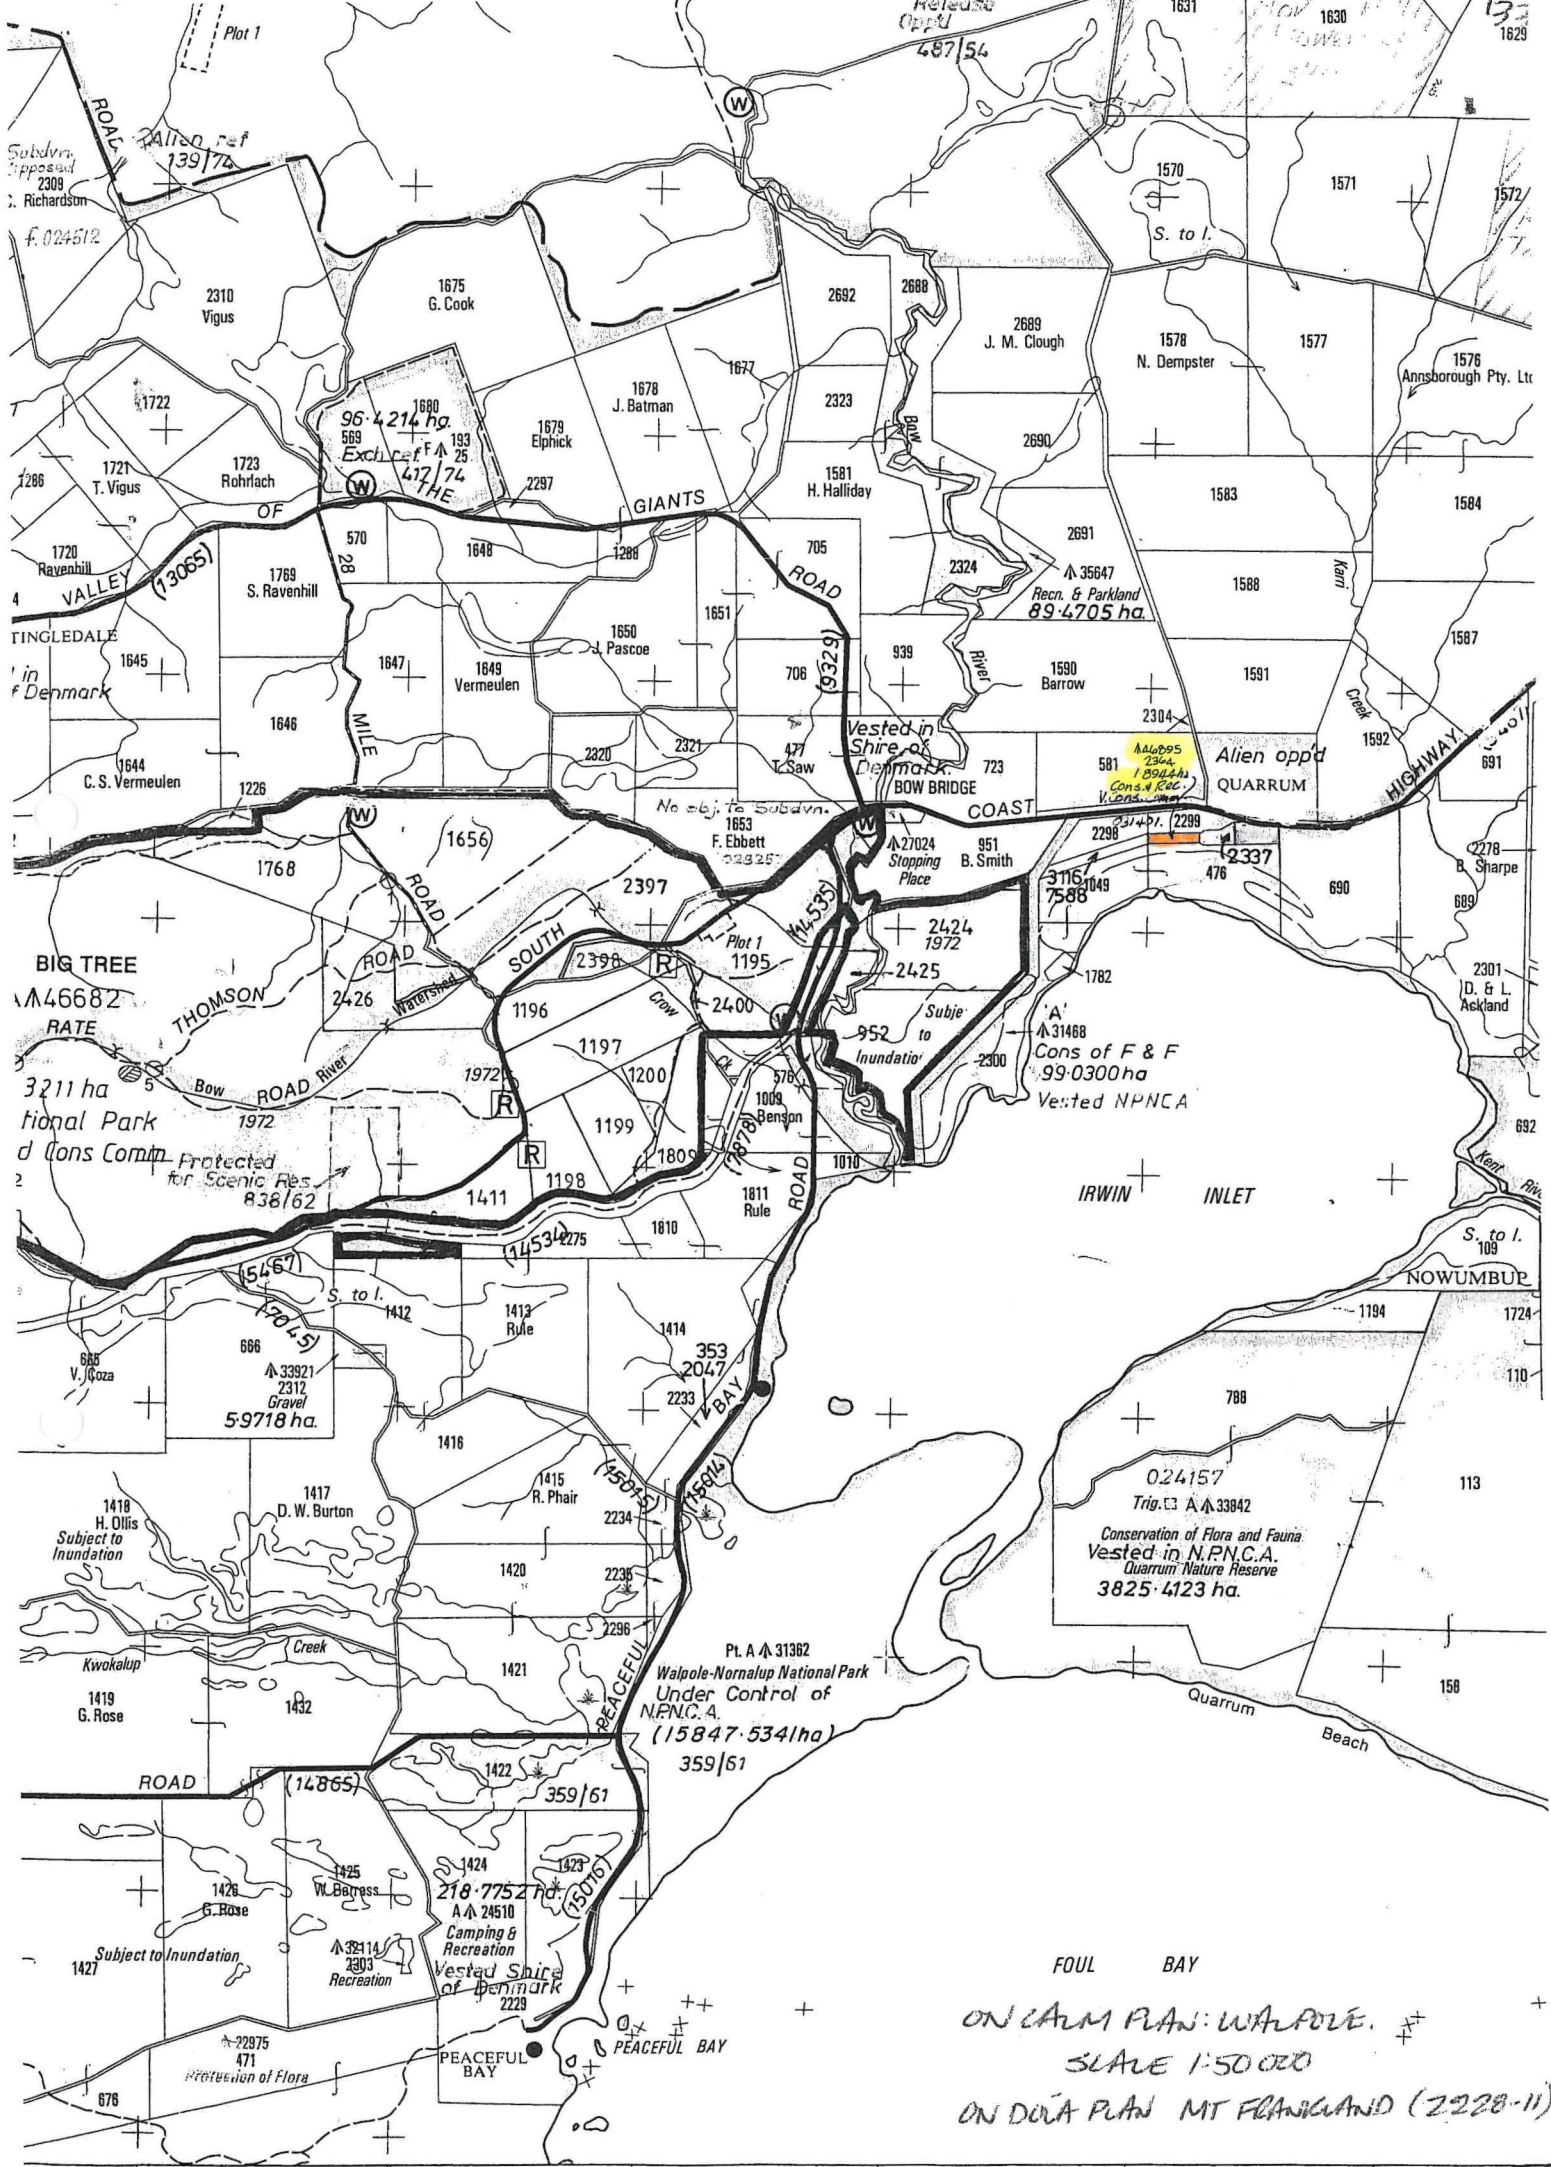 Plot 1
Release
Opp'd
487/54
1631
1630
1629
ROAD
Alien ref
139/74
Subdvn.
opposed
2309
C. Richardson
F. 024512
W
1570
S. to I.
1571
1572
2310
Vigus
1675
G. Cook
2692
2688
2689
J. M. Clough
1578
N. Dempster
1577
1576
Annsborough Pty. Ltd
1677
1678
J. Batman
1722
1680
96·4214 ha.
569
193
25
Exch ref
417/74
1679
Elphick
2323
Bow
2690
1286
1721
T. Vigus
1723
Rohrlach
W
THE
2297
1581
H. Halliday
1583
1584
OF
GIANTS
570
28
1648
1288
705
2691
1720
Ravenhill
VALLEY
(13065)
1769
S. Ravenhill
ROAD
2324
35647
Recn. & Parkland
89·4705 ha.
1588
Karri
TINGLEDALE
1645
1647
1649
Vermeulen
1650
J. Pascoe
1651
706
(9329)
939
River
1590
Barrow
1591
1587
in
f Denmark
1646
MILE
2304
Creek
1592
HIGHWAY
691
1644
C. S. Vermeulen
2320
2321
477
T. Saw
Vested in
Shire of
Denmark.
BOW BRIDGE
723
581
A46895
2364
1·8944ha
Cons & Rec.
Alien opp'd
QUARRUM
1226
No obj. to Subdvn.
1653
F. Ebbett
W
W
COAST
2298
2299
1656)
1768
27024
Stopping
Place
951
B. Smith
3116
7588
1049
(2337
476
690
2278
B. Sharpe
689
2397
ROAD
(14535)
2424
1972
BIG TREE
A 46682
ROAD
SOUTH
2398
R
Plot 1
1195
2425
1782
2301
D. & L.
Ackland
THOMSON
2426
Watershed
1196
Crow
2400
W
952
Subje
to
Inundatio
'A'
31468
Cons of F & F
99·0300 ha
Vested NPNCA
RATE
5
Bow
ROAD
River
1197
1200
Ck
576
2300
3211 ha
tional Park
d Cons Comm
1972
1972
R
1199
1009
Benson
692
Protected
for Scenic Res.
838/62
R
1809
(7878)
1010
Kent
Rive
1411
1198
1811
Rule
ROAD
IRWIN INLET
1810
(14534)
2275
S. to I.
109
(5467)
NOWUMBUP
S. to I.
(7045)
1412
1413
Rule
1414
1194
1724
665
V. Coza
666
33921
2312
Gravel
5·9718 ha.
353
2047
2233
BAY
110
788
1416
(15015)
(15014)
1415
R. Phair
024157
Trig. A 33842
Conservation of Flora and Fauna
Vested in N.P.N.C.A.
Quarrum Nature Reserve
3825·4123 ha.
113
1418
H. Ollis
Subject to
Inundation
1417
D. W. Burton
2234
1420
2235
2296
Kwokalup
Creek
1421
PEACEFUL
Pt. A 31362
Walpole-Nornalup National Park
Under Control of
N.P.N.C.A.
(15847·5341ha)
359/61
1419
G. Rose
1432
158
Quarrum
Beach
ROAD
(14865)
1422
359/61
1426
G. Rose
1425
W. Barrass
1424
1423
218·7752 ha.
A 24510
Camping &
Recreation
Vested Shire
of Denmark
2229
(15016)
1427
Subject to Inundation
32114
2303
Recreation
FOUL BAY
22975
471
Protection of Flora
676
PEACEFUL
BAY
PEACEFUL BAY
ON CALM PLAN: WALPOLE.
SCALE 1:50 000
ON DOLA PLAN MT FRANKLAND (2228-11)